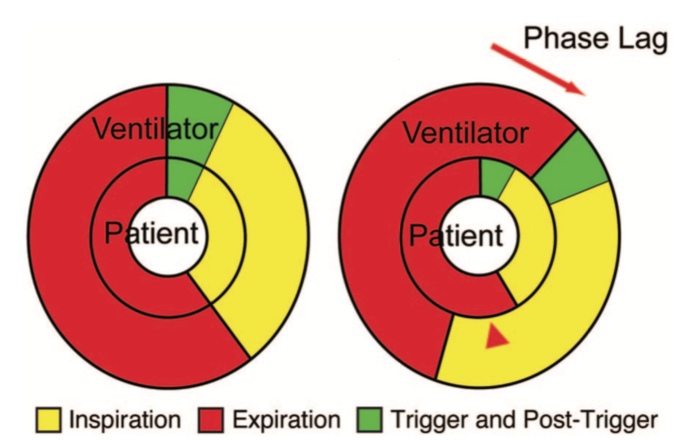 Phase Lag
Ventilator
Patient
Ventilator
Patient
Inspiration
Expiration
Trigger and Post-Trigger